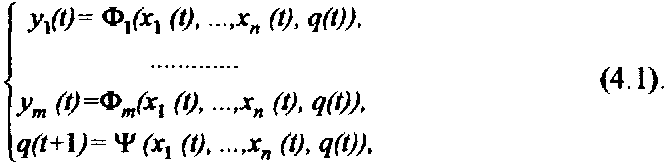 y₁(t)= Φ₁(x₁ (t), ...,xₙ (t), q(t)),
.............
yₘ (t)=Φₘ(x₁ (t), ...,xₙ (t), q(t)),
(4.1).
q(t+1)= Ψ (x₁ (t), ...,xₙ (t), q(t)),